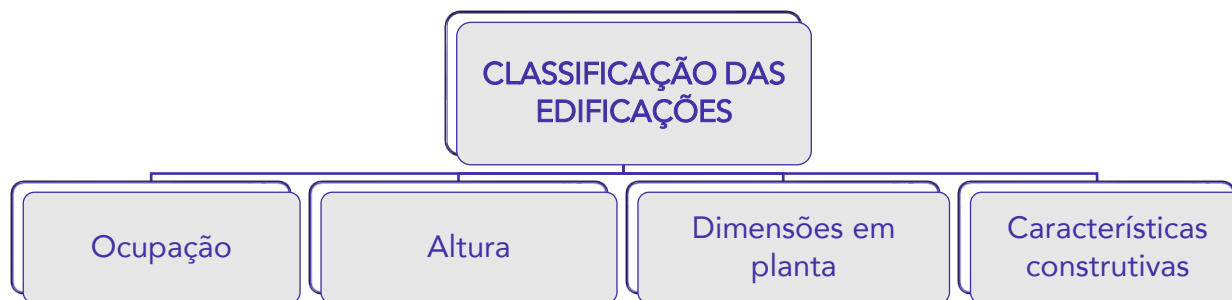 CLASSIFICAÇÃO DAS
EDIFICAÇÕES
Ocupação
Altura
Dimensões em
planta
Características
construtivas